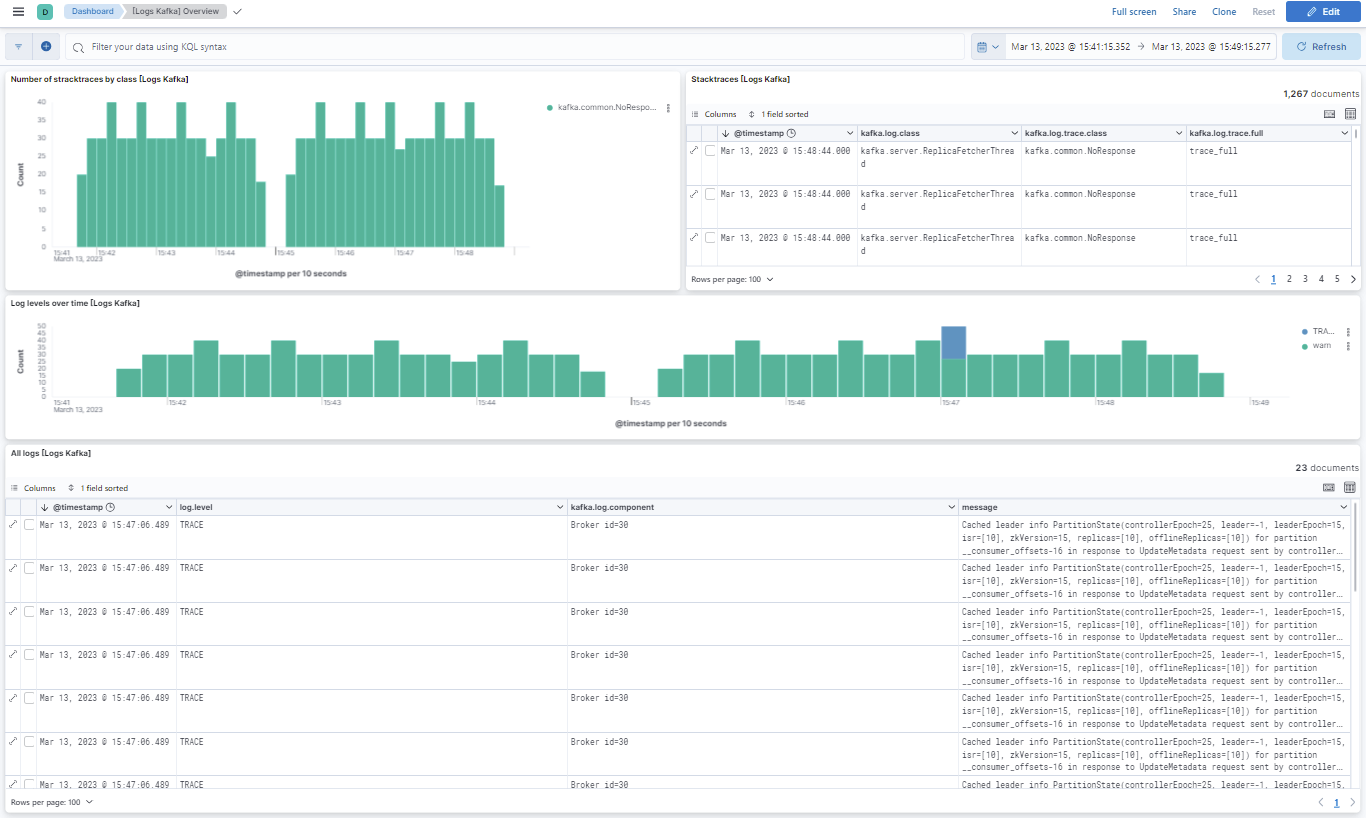 D Dashboard [Logs Kafka] Overview Full screen Share Clone Reset Edit
Filter your data using KQL syntax Mar 13, 2023 @ 15:41:15.352 → Mar 13, 2023 @ 15:49:15.277 Refresh
Number of stracktraces by class [Logs Kafka]
40
35
30
25
20
15
10
5
0
Count
15:41 15:42 15:43 15:44 15:45 15:46 15:47 15:48
March 13, 2023
@timestamp per 10 seconds
kafka.common.NoRespo...
Stacktraces [Logs Kafka]
1,267 documents
Columns 1 field sorted
@timestamp kafka.log.class kafka.log.trace.class kafka.log.trace.full
Mar 13, 2023 @ 15:48:44.000 kafka.server.ReplicaFetcherThrea kafka.common.NoResponse trace_full
d
Mar 13, 2023 @ 15:48:44.000 kafka.server.ReplicaFetcherThrea kafka.common.NoResponse trace_full
d
Mar 13, 2023 @ 15:48:44.000 kafka.server.ReplicaFetcherThrea kafka.common.NoResponse trace_full
d
Rows per page: 100 1 2 3 4 5
Log levels over time [Logs Kafka]
50
45
40
35
30
25
20
15
10
5
0
Count
15:41 15:42 15:43 15:44 15:45 15:46 15:47 15:48 15:49
March 13, 2023
@timestamp per 10 seconds
TRA...
warn
All logs [Logs Kafka]
23 documents
Columns 1 field sorted
@timestamp log.level kafka.log.component message
Mar 13, 2023 @ 15:47:06.489 TRACE Broker id=30 Cached leader info PartitionState(controllerEpoch=25, leader=-1, leaderEpoch=15,
isr=[10], zkVersion=15, replicas=[10], offlineReplicas=[10]) for partition
__consumer_offsets-16 in response to UpdateMetadata request sent by controller...
Mar 13, 2023 @ 15:47:06.489 TRACE Broker id=30 Cached leader info PartitionState(controllerEpoch=25, leader=-1, leaderEpoch=15,
isr=[10], zkVersion=15, replicas=[10], offlineReplicas=[10]) for partition
__consumer_offsets-16 in response to UpdateMetadata request sent by controller...
Mar 13, 2023 @ 15:47:06.489 TRACE Broker id=30 Cached leader info PartitionState(controllerEpoch=25, leader=-1, leaderEpoch=15,
isr=[10], zkVersion=15, replicas=[10], offlineReplicas=[10]) for partition
__consumer_offsets-16 in response to UpdateMetadata request sent by controller...
Mar 13, 2023 @ 15:47:06.489 TRACE Broker id=30 Cached leader info PartitionState(controllerEpoch=25, leader=-1, leaderEpoch=15,
isr=[10], zkVersion=15, replicas=[10], offlineReplicas=[10]) for partition
__consumer_offsets-16 in response to UpdateMetadata request sent by controller...
Mar 13, 2023 @ 15:47:06.489 TRACE Broker id=30 Cached leader info PartitionState(controllerEpoch=25, leader=-1, leaderEpoch=15,
isr=[10], zkVersion=15, replicas=[10], offlineReplicas=[10]) for partition
__consumer_offsets-16 in response to UpdateMetadata request sent by controller...
Mar 13, 2023 @ 15:47:06.489 TRACE Broker id=30 Cached leader info PartitionState(controllerEpoch=25, leader=-1, leaderEpoch=15,
isr=[10], zkVersion=15, replicas=[10], offlineReplicas=[10]) for partition
__consumer_offsets-16 in response to UpdateMetadata request sent by controller...
Mar 13, 2023 @ 15:47:06.489 TRACE Broker id=30 Cached leader info PartitionState(controllerEpoch=25, leader=-1, leaderEpoch=15,
Rows per page: 100 1